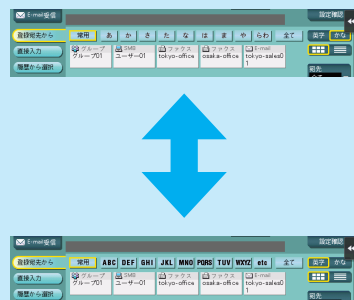 E-mail受信
設定確認
登録宛先から
常用 あ か さ た な は ま や らわ 全て
英字 かな
直接入力
履歴から選択
グループ
グループ01
SMB
ユーザー01
ファクス
tokyo-office
ファクス
osaka-office
E-mail
tokyo-sales0
1
宛先
E-mail受信
設定確認
登録宛先から
常用 ABC DEF GHI JKL MNO PQRS TUV WXYZ etc 全て
英字 かな
直接入力
履歴から選択
グループ
グループ01
SMB
ユーザー01
ファクス
tokyo-office
ファクス
osaka-office
E-mail
tokyo-sales0
1
宛先